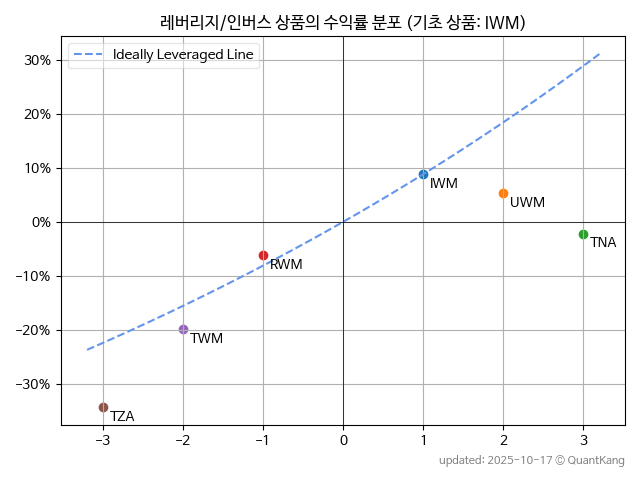 레버리지/인버스 상품의 수익률 분포 (기초 상품: IWM)
Ideally Leveraged Line
30%
20%
10%
0%
−10%
−20%
−30%
IWM
UWM
TNA
RWM
TWM
TZA
−3 −2 −1 0 1 2 3
updated: 2025-10-17 © QuantKang